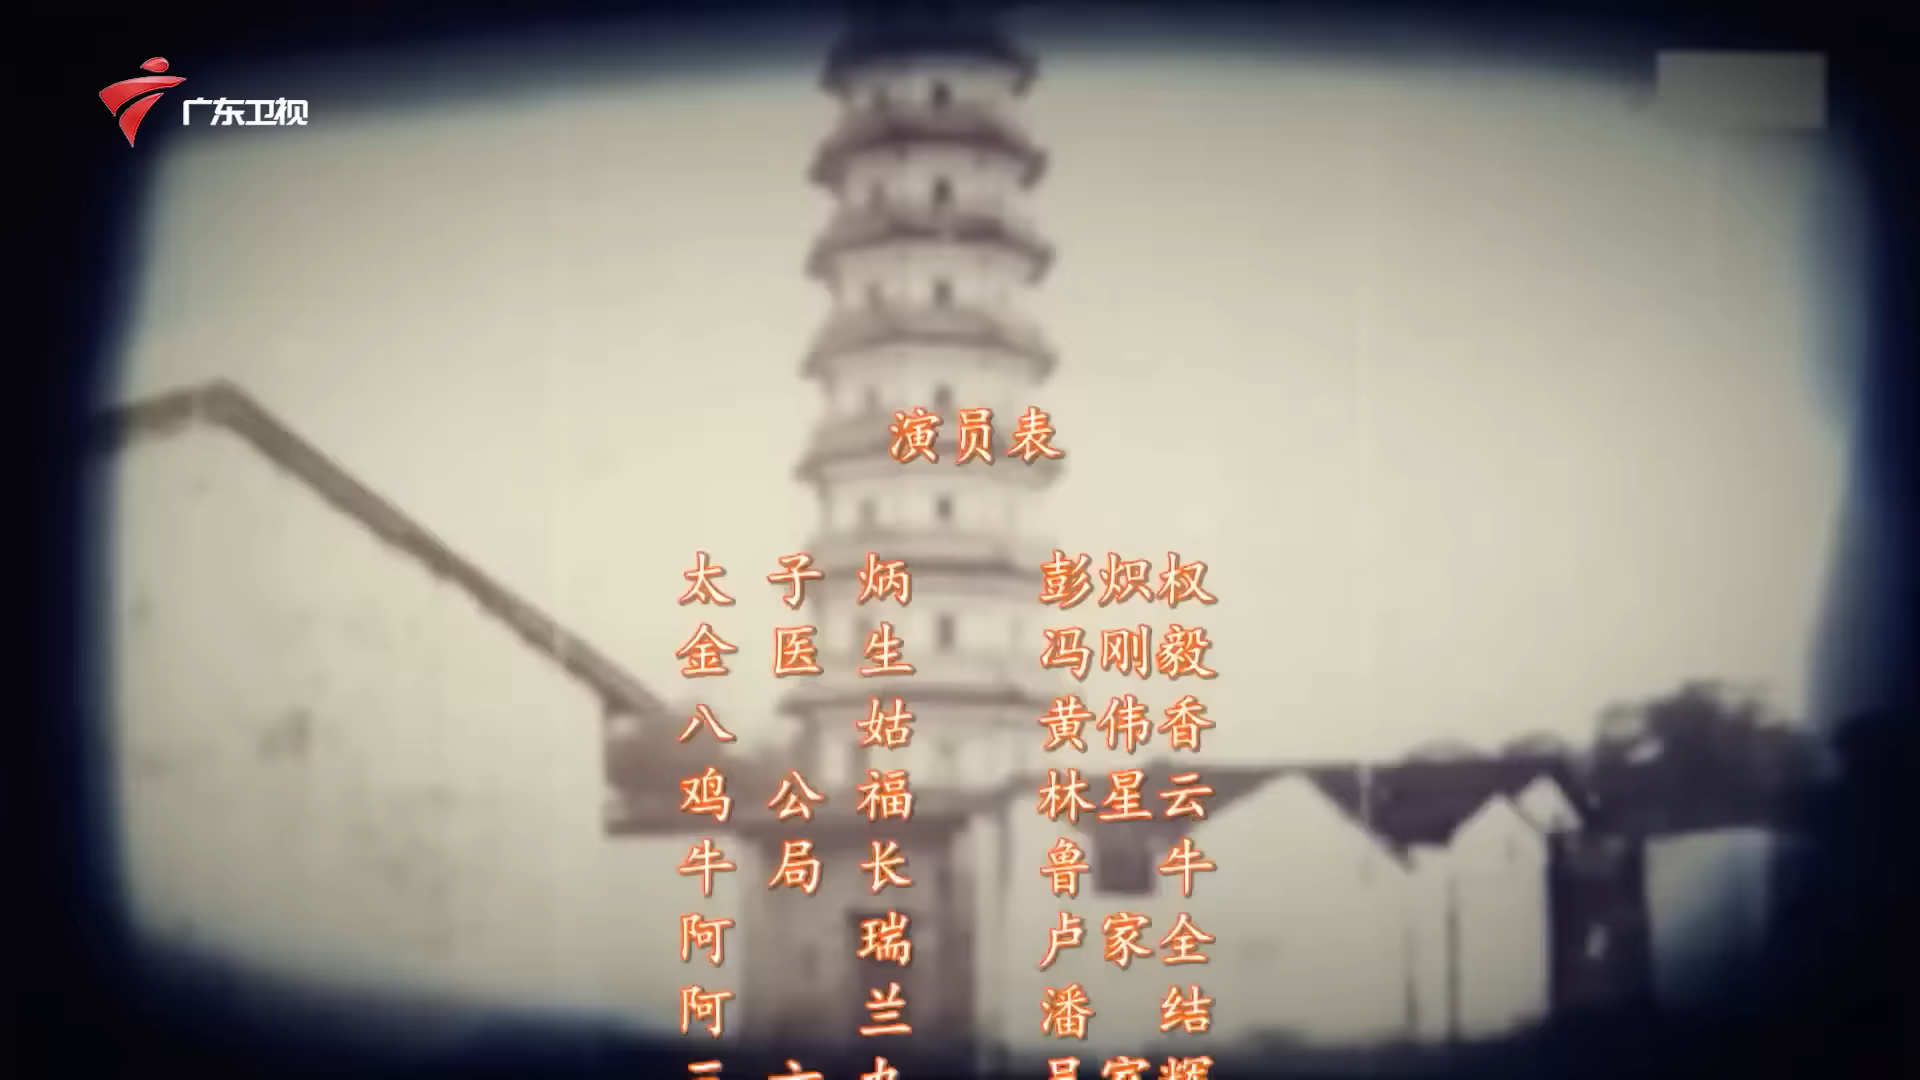 广东卫视
演员表
太子炳 彭炽权
金医生 冯刚毅
八姑 黄伟香
鸡公福 林星云
牛局长 鲁牛
阿瑞 卢家全
阿兰 潘结